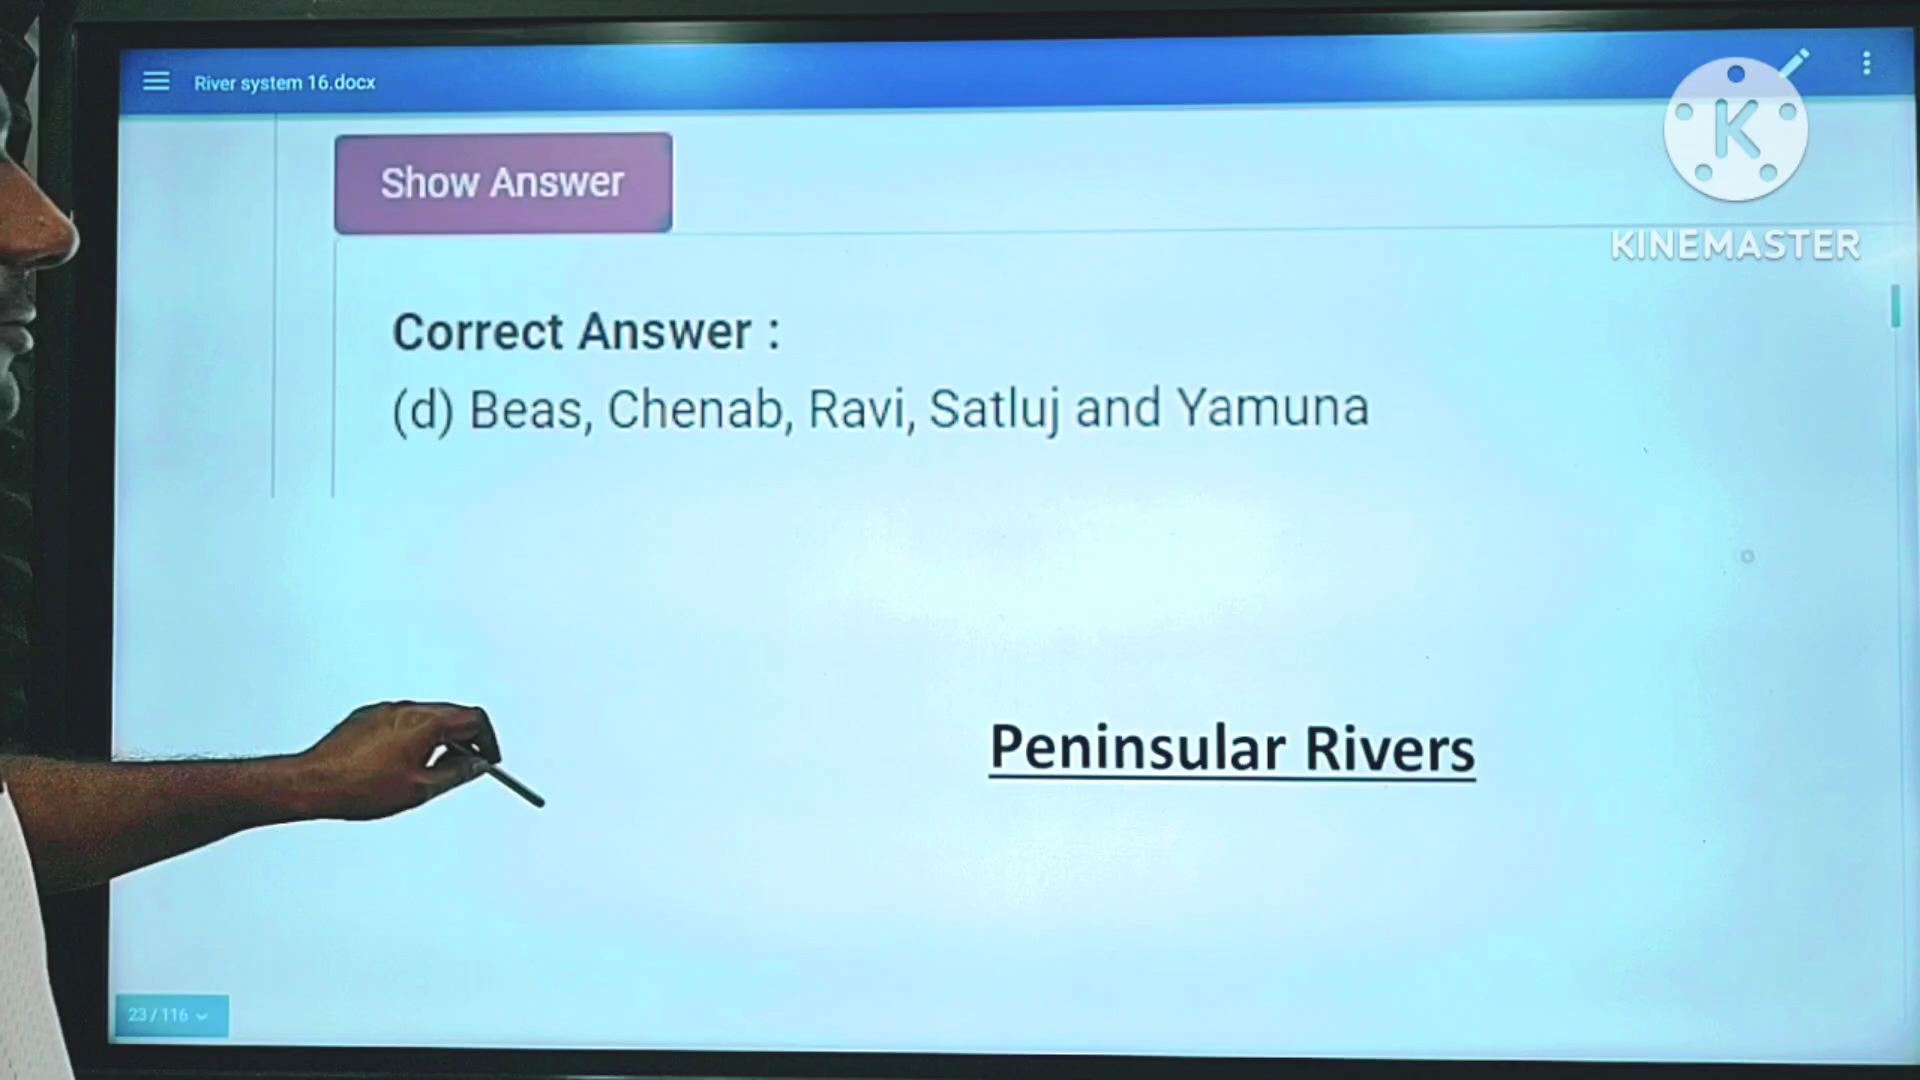 River system 16.docx
Show Answer
K
KINEMASTER
Correct Answer :
(d) Beas, Chenab, Ravi, Satluj and Yamuna
Peninsular Rivers
23 / 116